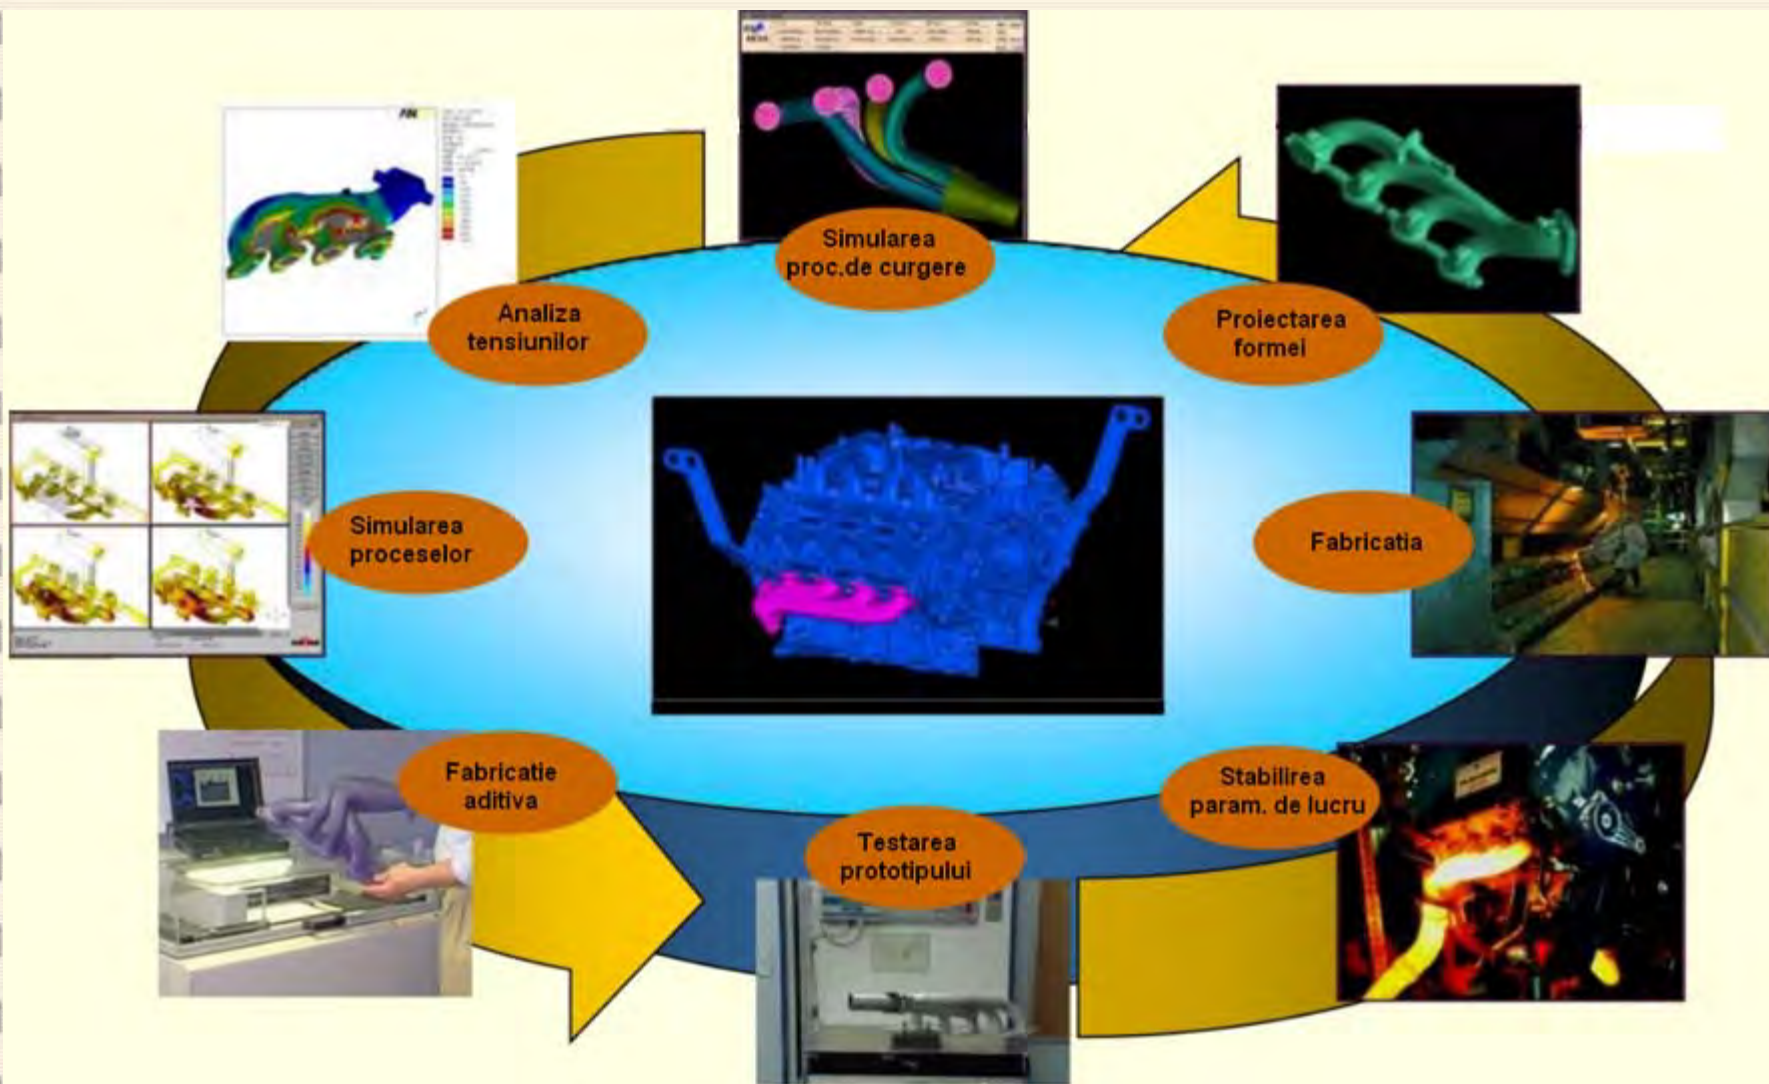 Simularea
proc.de curgere
Analiza
tensiunilor
Proiectarea
formei
Simularea
proceselor
Fabricatia
Fabricatie
aditiva
Stabilirea
param. de lucru
Testarea
prototipului